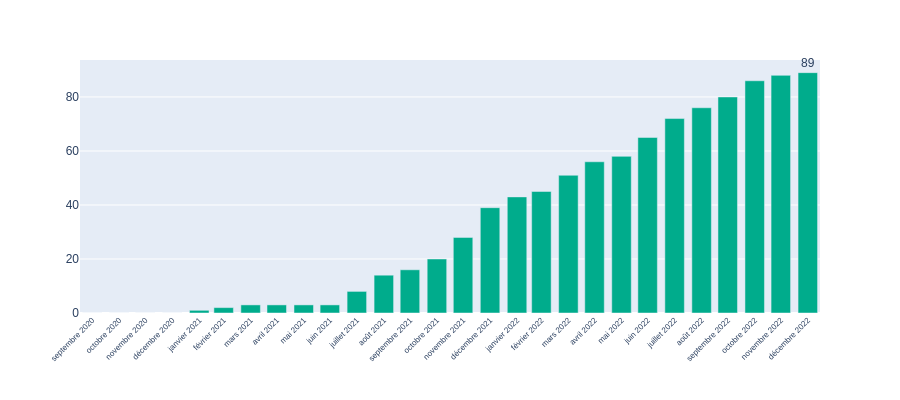 89
80
60
40
20
0
septembre 2020
octobre 2020
novembre 2020
décembre 2020
janvier 2021
février 2021
mars 2021
avril 2021
mai 2021
juin 2021
juillet 2021
août 2021
septembre 2021
octobre 2021
novembre 2021
décembre 2021
janvier 2022
février 2022
mars 2022
avril 2022
mai 2022
juin 2022
juillet 2022
août 2022
septembre 2022
octobre 2022
novembre 2022
décembre 2022